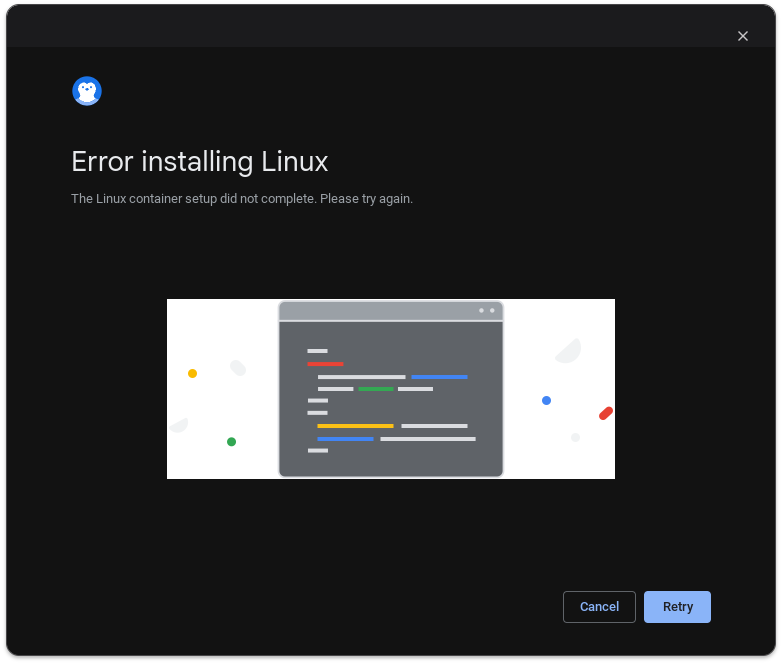 Error installing Linux
The Linux container setup did not complete. Please try again.
Cancel
Retry